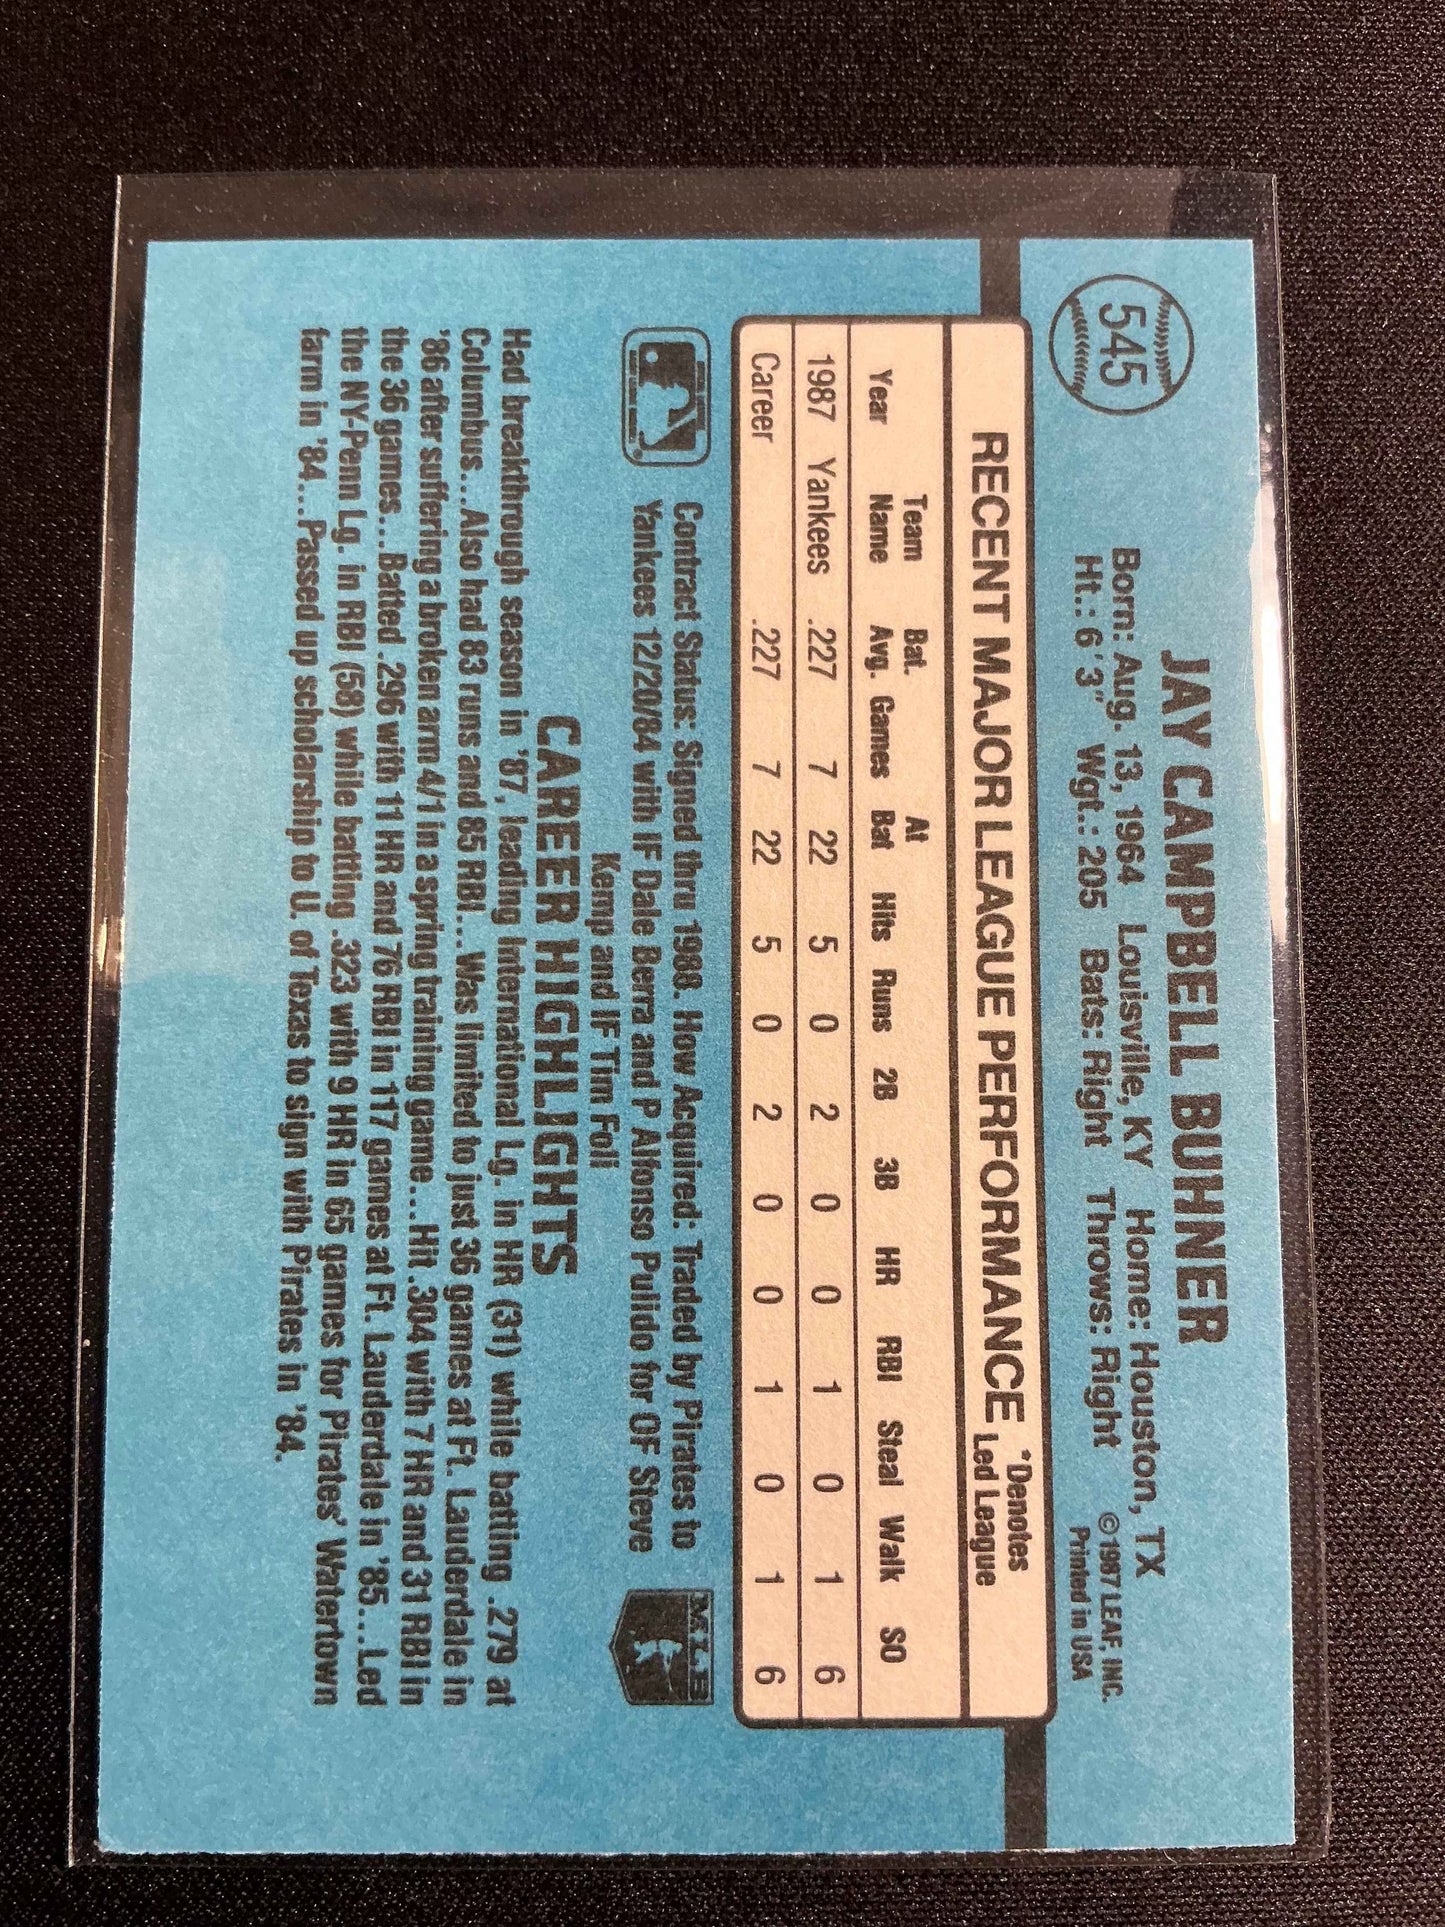 545
JAY CAMPBELL BUHNER
Born: Aug. 13, 1964 Louisville, KY Home: Houston, TX
Ht.: 6' 3" Wgt.: 205 Bats: Right Throws: Right
©1987 LEAF, INC.
Printed in USA
RECENT MAJOR LEAGUE PERFORMANCE *Denotes Led League
Year Team Name Bat. Avg. Games At Bat Hits Runs 2B 3B HR RBI Steal Walk SO
1987 Yankees .227 7 22 5 0 2 0 0 1 0 1 6
Career .227 7 22 5 0 2 0 0 1 0 1 6
Contract Status: Signed thru 1988. How Acquired: Traded by Pirates to
Yankees 12/20/84 with IF Dale Berra and P Alfonso Pulido for OF Steve
Kemp and IF Tim Foli
M.L.B
CAREER HIGHLIGHTS
Had breakthrough season in '87, leading International Lg. in HR (31) while batting .279 at
Columbus....Also had 83 runs and 85 RBI....Was limited to just 36 games at Ft. Lauderdale in
'86 after suffering a broken arm 4/1 in a spring training game...Hit .304 with 7 HR and 31 RBI in
the 36 games...Batted .296 with 11 HR and 76 RBI in 117 games at Ft. Lauderdale in '85...Led
the NY-Penn Lg. in RBI (58) while batting .323 with 9 HR in 65 games for Pirates' Watertown
farm in '84...Passed up scholarship to U. of Texas to sign with Pirates in '84.